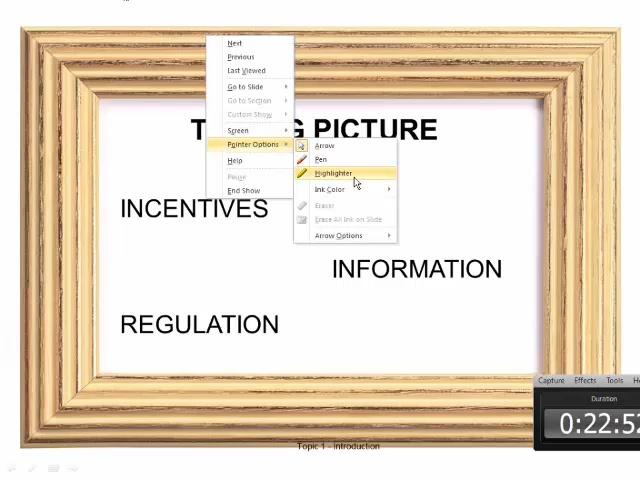 Next
Previous
Last Viewed
Go to Slide
Go to Section
Custom Show
Screen
Pointer Options
Help
Pause
End Show
Arrow
Pen
Highlighter
Ink Color
Eraser
Erase All Ink on Slide
Arrow Options
PICTURE
INCENTIVES
INFORMATION
REGULATION
Topic 1 - Introduction
Capture Effects Tools
Duration
0:22:52